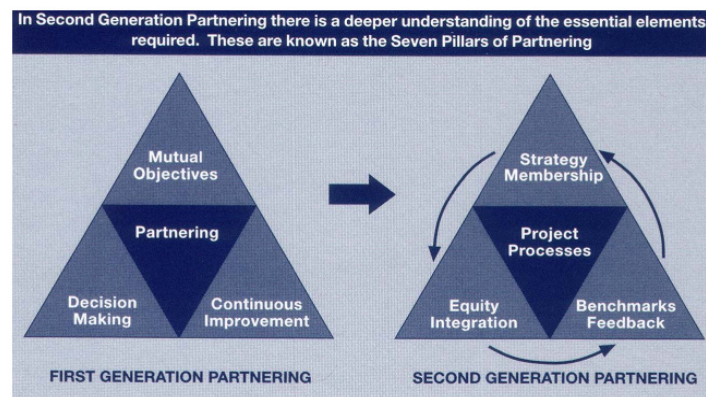 In Second Generation Partnering there is a deeper understanding of the essential elements
required. These are known as the Seven Pillars of Partnering
Mutual
Objectives
Partnering
Decision
Making
Continuous
Improvement
FIRST GENERATION PARTNERING
Strategy
Membership
Project
Processes
Equity
Integration
Benchmarks
Feedback
SECOND GENERATION PARTNERING